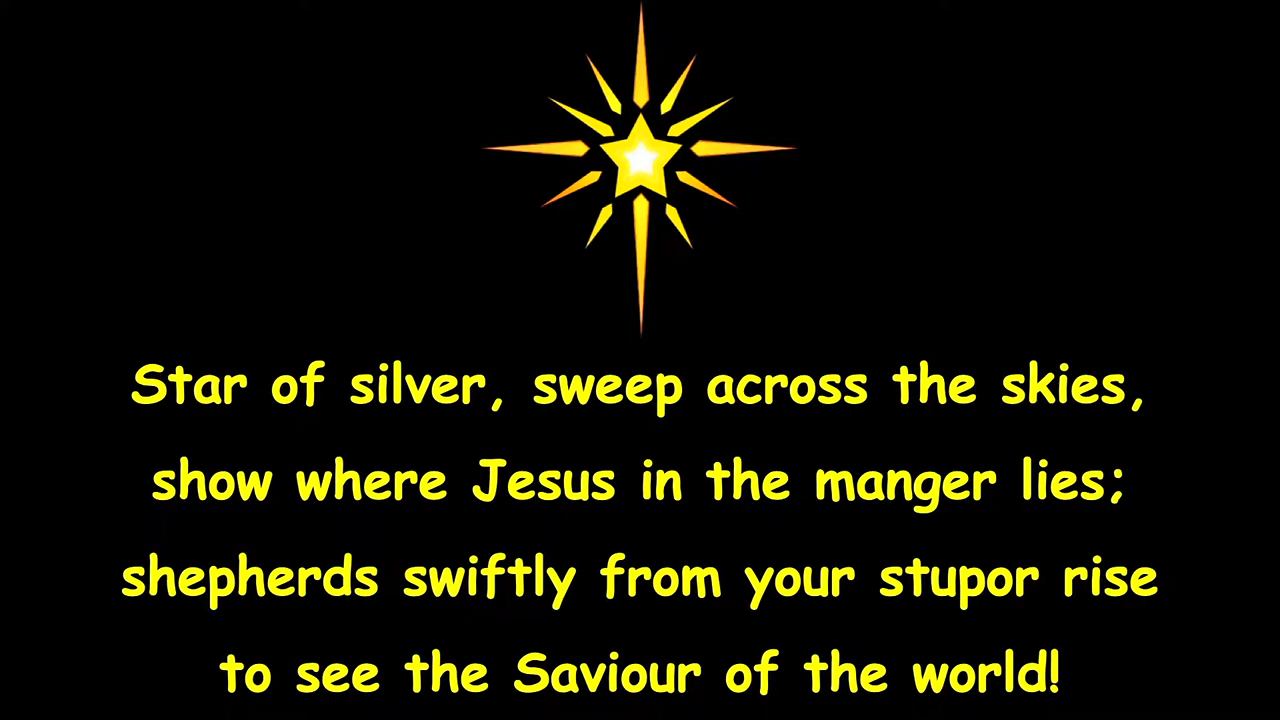 Star of silver, sweep across the skies,
show where Jesus in the manger lies;
shepherds swiftly from your stupor rise
to see the Saviour of the world!